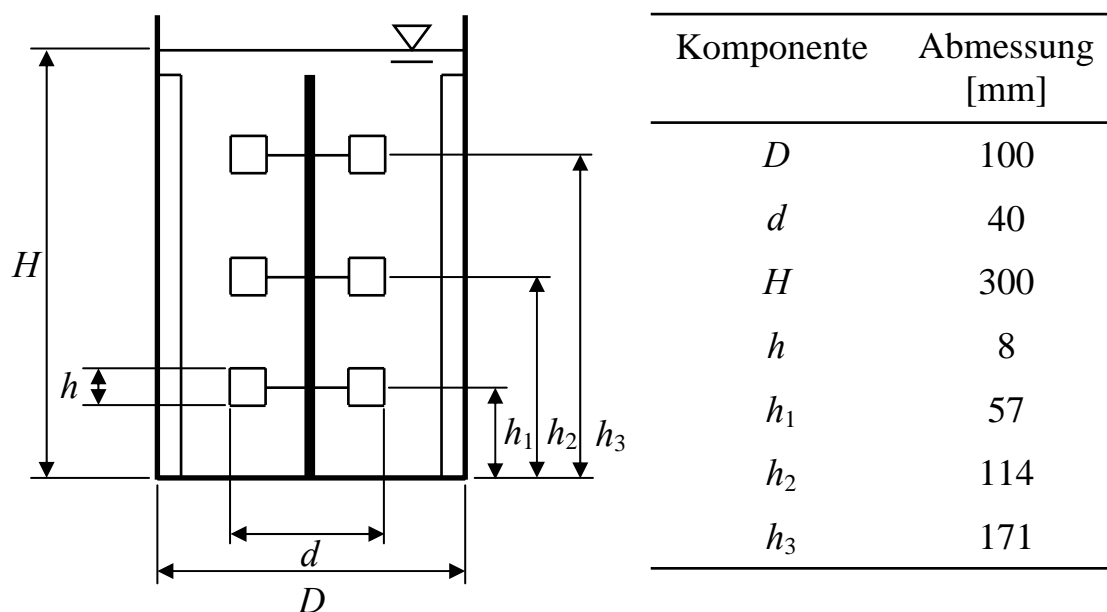 H
h
h₁
h₂
h₃
d
D
Komponente Abmessung
[mm]
D 100
d 40
H 300
h 8
h₁ 57
h₂ 114
h₃ 171